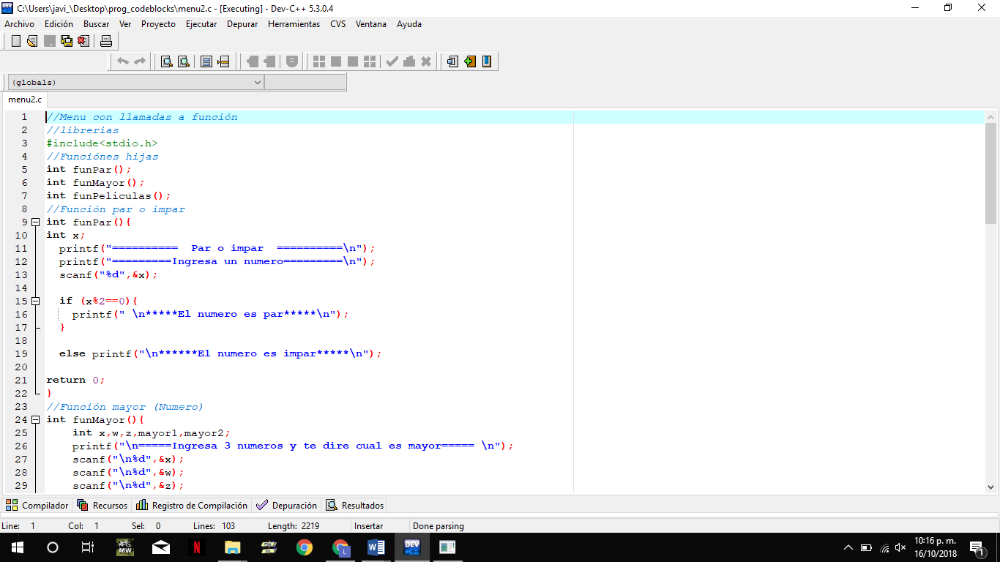 C:\Users\javi_\Desktop\prog_codeblocks\menu2.c - [Executing] - Dev-C++ 5.3.0.4
Archivo Edición Buscar Ver Proyecto Ejecutar Depurar Herramientas CVS Ventana Ayuda
(globals)
menu2.c
1 //Menu con llamadas a función
2 //librerias
3 #include<stdio.h>
4 //Funciónes hijas
5 int funPar();
6 int funMayor();
7 int funPeliculas();
8 //Función par o impar
9 int funPar(){
10 int x;
11   printf("==========  Par o impar  ==========\n");
12   printf("=========Ingresa un numero=========\n");
13   scanf("%d",&x);
14
15   if (x%2==0){
16     printf(" \n*****El numero es par*****\n");
17   }
18
19   else printf("\n******El numero es impar*****\n");
20
21 return 0;
22 }
23 //Función mayor (Numero)
24 int funMayor(){
25     int x,w,z,mayor1,mayor2;
26     printf("\n=====Ingresa 3 numeros y te dire cual es mayor===== \n");
27     scanf("\n%d",&x);
28     scanf("\n%d",&w);
29     scanf("\n%d",&z);
Compilador Recursos Registro de Compilación Depuración Resultados
Line: 1 Col: 1 Sel: 0 Lines: 103 Length: 2219 Insertar Done parsing
10:16 p. m.
16/10/2018